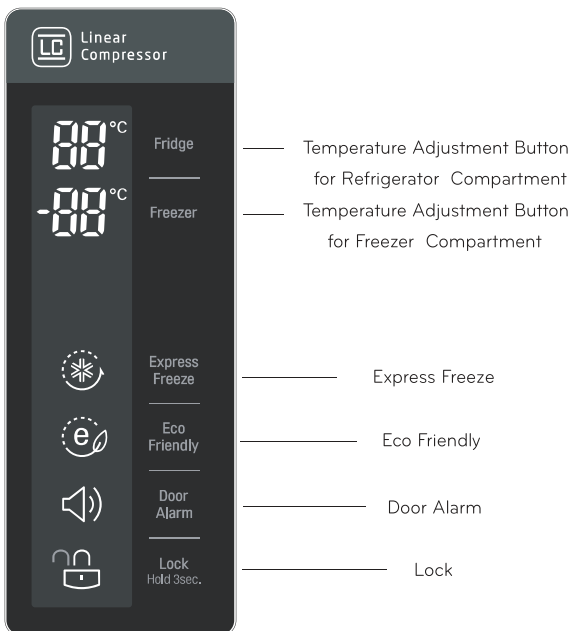 LC
Linear
Compressor
88 °C
Fridge
Temperature Adjustment Button
for Refrigerator Compartment
-88 °C
Freezer
Temperature Adjustment Button
for Freezer Compartment
Express
Freeze
Express Freeze
e
Eco
Friendly
Eco Friendly
Door
Alarm
Door Alarm
Lock
Hold 3sec.
Lock